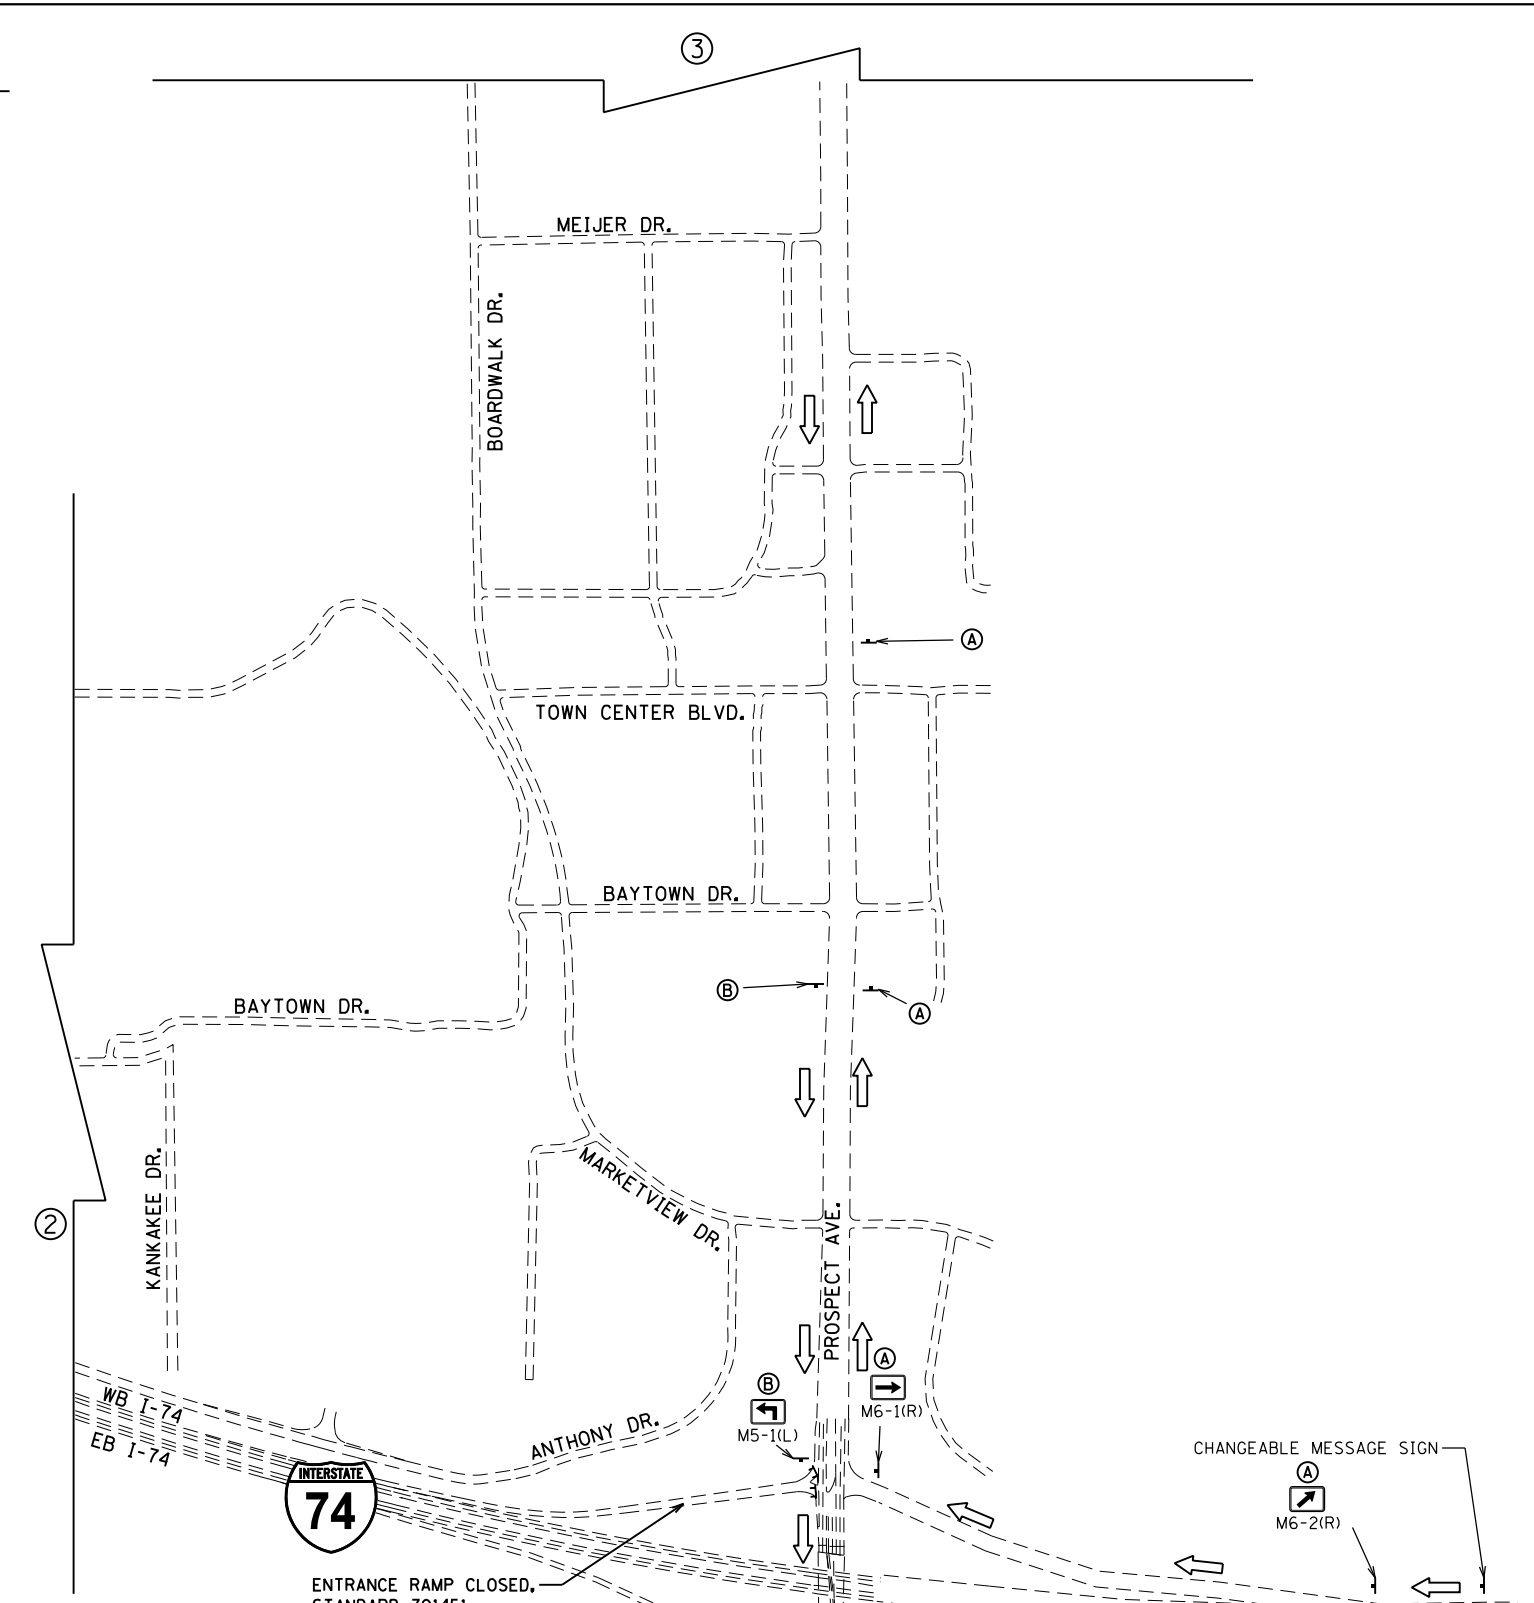 3
MEIJER DR.
BOARDWALK DR.
A
TOWN CENTER BLVD.
BAYTOWN DR.
B
A
BAYTOWN DR.
KANKAKEE DR.
2
MARKETVIEW DR.
PROSPECT AVE.
A
M6-1(R)
B
M5-1(L)
WB I-74
EB I-74
ANTHONY DR.
INTERSTATE
74
CHANGEABLE MESSAGE SIGN
A
M6-2(R)
ENTRANCE RAMP CLOSED,
STANDARD 701451